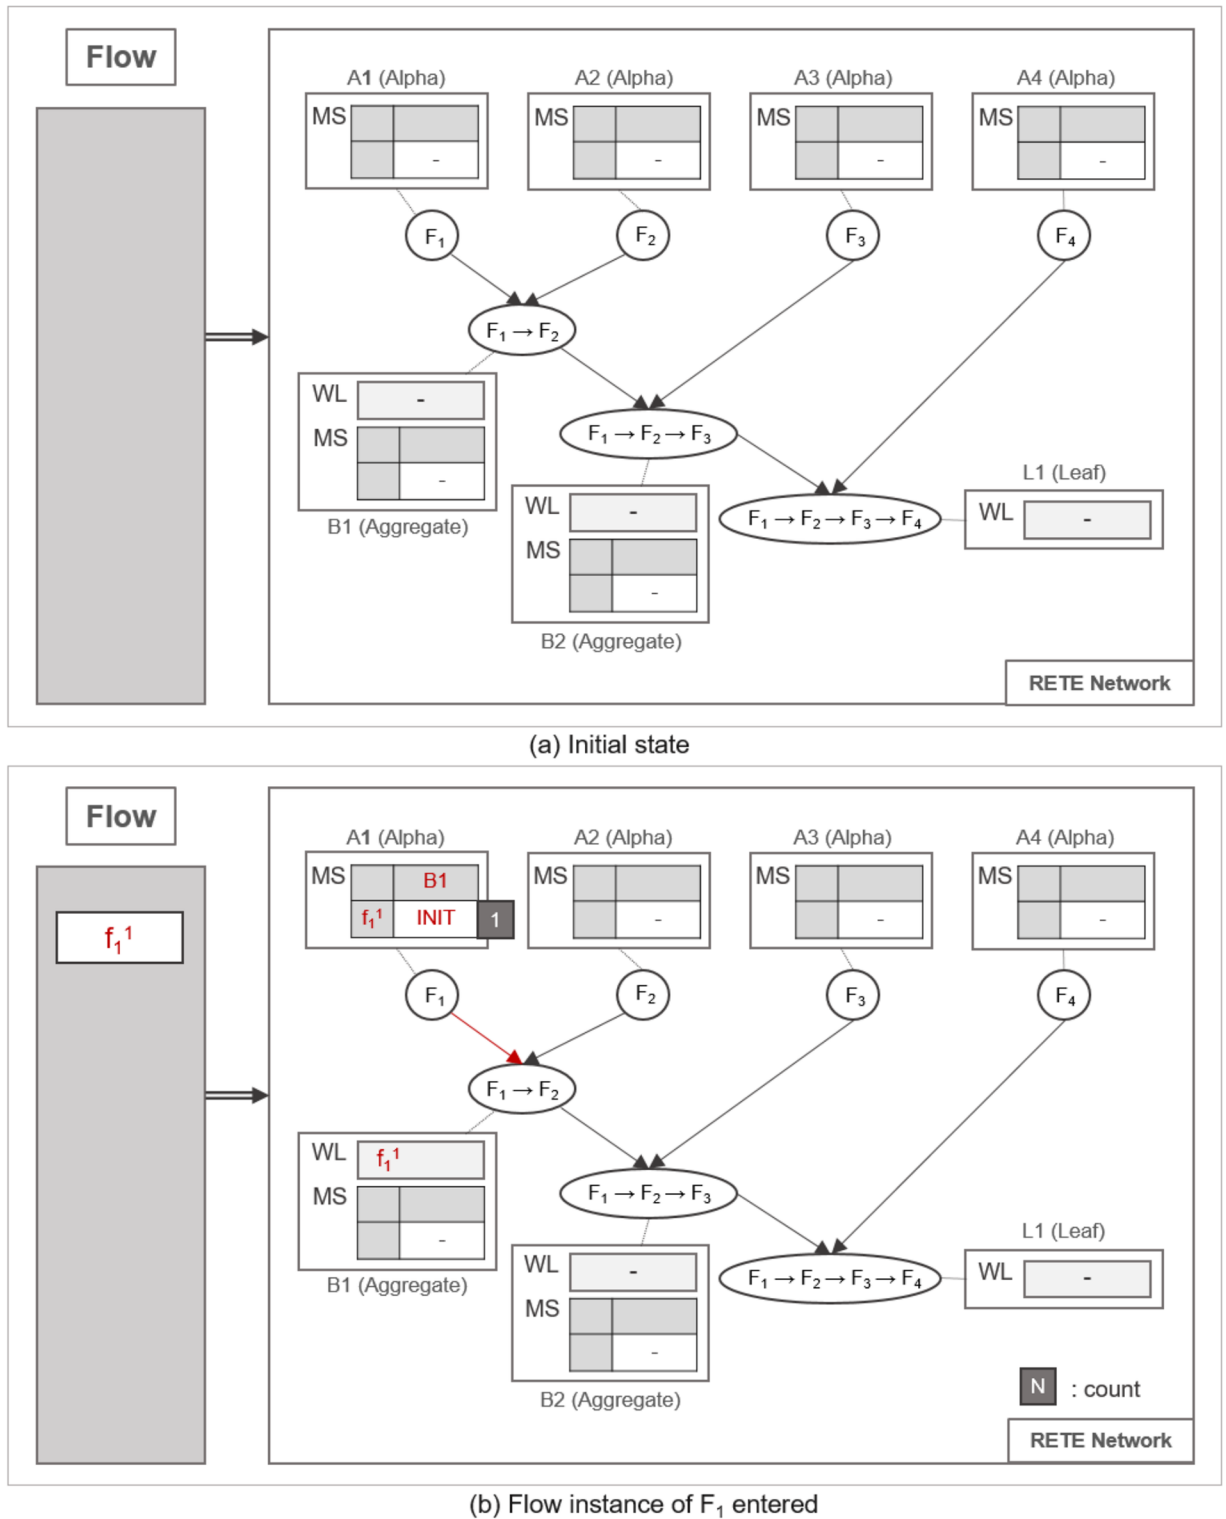 Flow
A1 (Alpha) A2 (Alpha) A3 (Alpha) A4 (Alpha)
MS MS MS MS
- - - -
F₁ F₂ F₃ F₄
F₁ → F₂
WL -
MS
-
B1 (Aggregate)
F₁ → F₂ → F₃
WL -
MS
-
B2 (Aggregate)
F₁ → F₂ → F₃ → F₄
L1 (Leaf)
WL -
RETE Network
(a) Initial state
Flow
f₁¹
A1 (Alpha) A2 (Alpha) A3 (Alpha) A4 (Alpha)
MS B1 MS MS MS
f₁¹ INIT 1 - - -
F₁ F₂ F₃ F₄
F₁ → F₂
WL f₁¹
MS
-
B1 (Aggregate)
F₁ → F₂ → F₃
WL -
MS
-
B2 (Aggregate)
F₁ → F₂ → F₃ → F₄
L1 (Leaf)
WL -
N : count
RETE Network
(b) Flow instance of F₁ entered